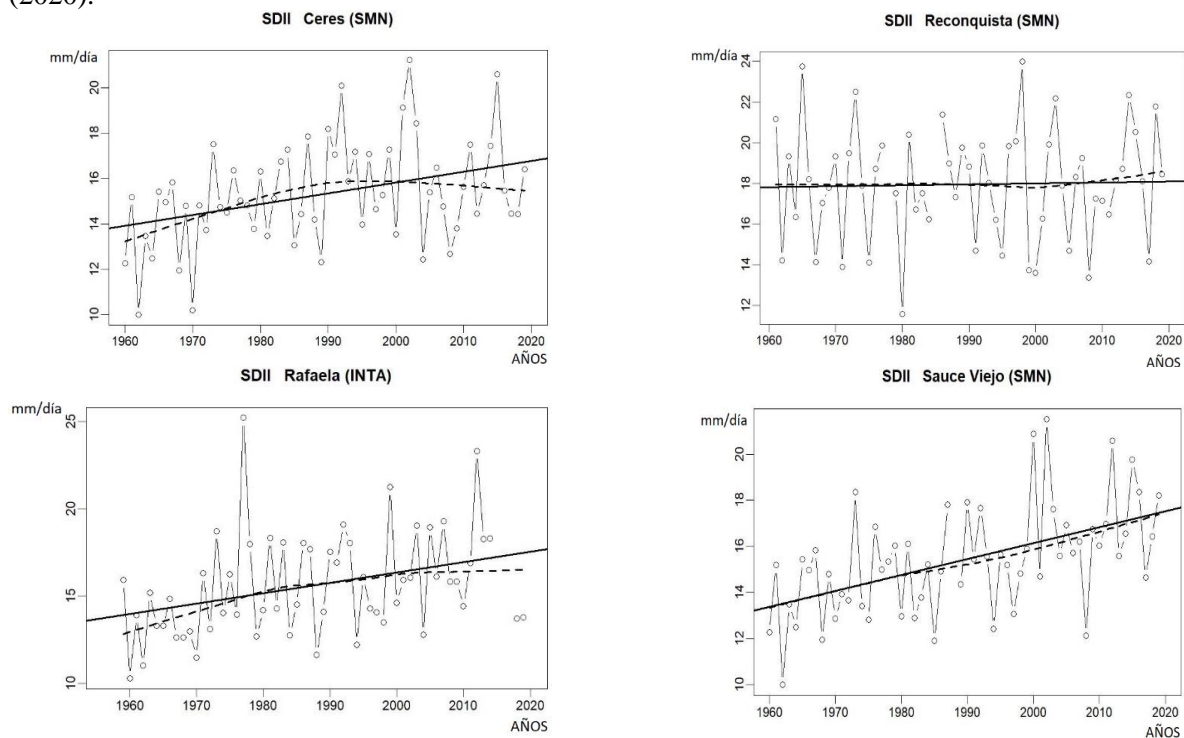 (2020).
SDII Ceres (SMN)
mm/día
20
18
16
14
12
10
1960 1970 1980 1990 2000 2010 2020
AÑOS
SDII Reconquista (SMN)
mm/día
24
22
20
18
16
14
12
1960 1970 1980 1990 2000 2010 2020
AÑOS
SDII Rafaela (INTA)
mm/día
25
20
15
10
1960 1970 1980 1990 2000 2010 2020
AÑOS
SDII Sauce Viejo (SMN)
mm/día
20
18
16
14
12
10
1960 1970 1980 1990 2000 2010 2020
AÑOS